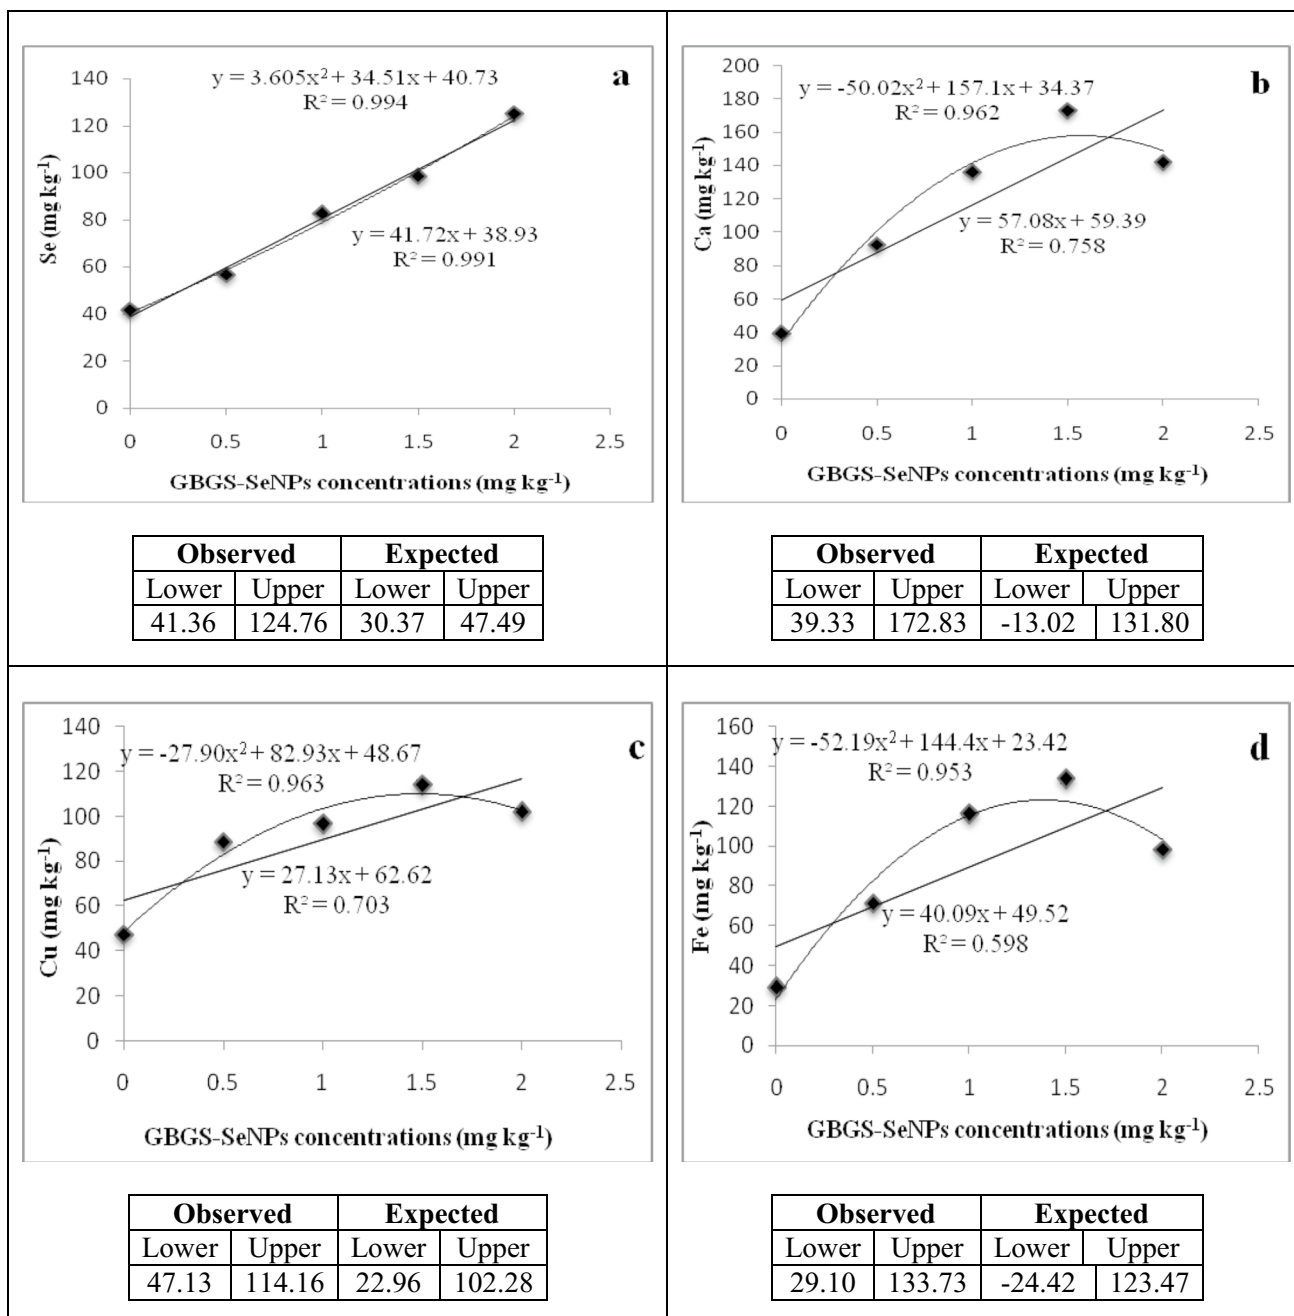 a
y = 3.605x² + 34.51x + 40.73
R² = 0.994
y = 41.72x + 38.93
R² = 0.991
Se (mg kg⁻¹)
140
120
100
80
60
40
20
0
0 0.5 1 1.5 2 2.5
GBGS-SeNPs concentrations (mg kg⁻¹)
Observed Expected
Lower Upper Lower Upper
41.36 124.76 30.37 47.49
b
y = -50.02x² + 157.1x + 34.37
R² = 0.962
y = 57.08x + 59.39
R² = 0.758
Ca (mg kg⁻¹)
200
180
160
140
120
100
80
60
40
20
0
0 0.5 1 1.5 2 2.5
GBGS-SeNPs concentrations (mg kg⁻¹)
Observed Expected
Lower Upper Lower Upper
39.33 172.83 -13.02 131.80
c
y = -27.90x² + 82.93x + 48.67
R² = 0.963
y = 27.13x + 62.62
R² = 0.703
Cu (mg kg⁻¹)
140
120
100
80
60
40
20
0
0 0.5 1 1.5 2 2.5
GBGS-SeNPs concentrations (mg kg⁻¹)
Observed Expected
Lower Upper Lower Upper
47.13 114.16 22.96 102.28
d
y = -52.19x² + 144.4x + 23.42
R² = 0.953
y = 40.09x + 49.52
R² = 0.598
Fe (mg kg⁻¹)
160
140
120
100
80
60
40
20
0
0 0.5 1 1.5 2 2.5
GBGS-SeNPs concentrations (mg kg⁻¹)
Observed Expected
Lower Upper Lower Upper
29.10 133.73 -24.42 123.47